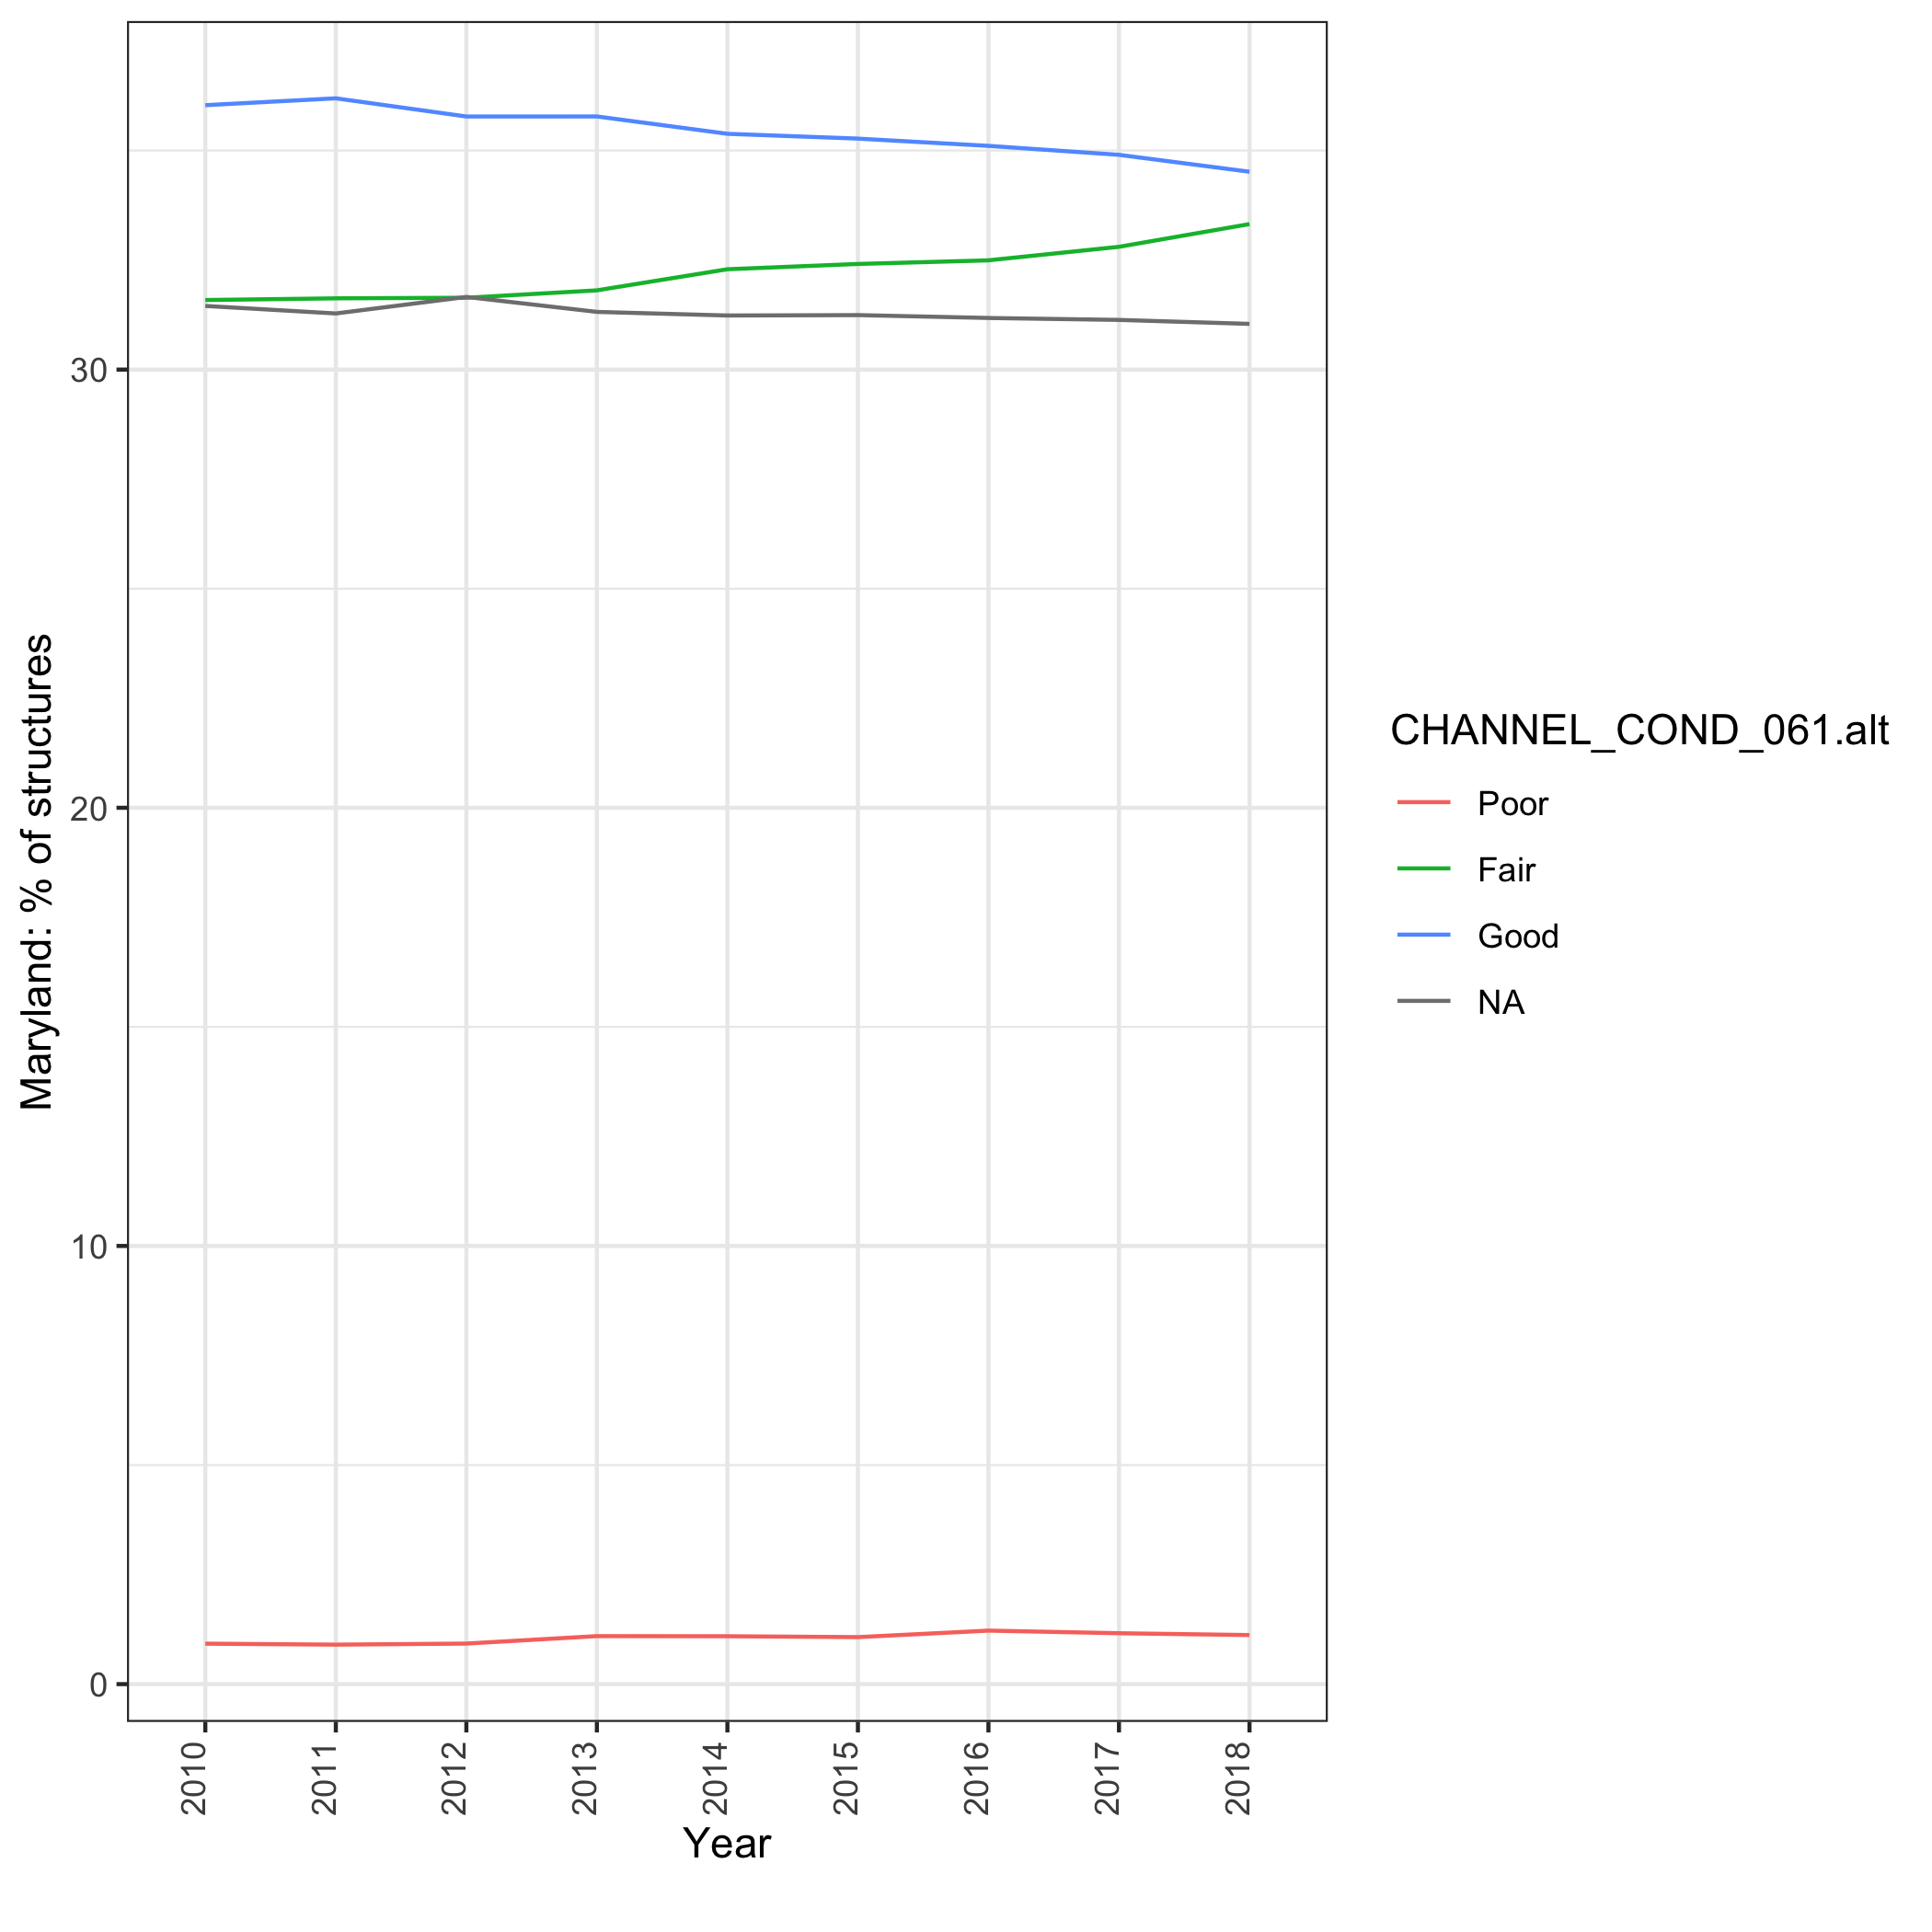 Maryland: % of structures
30
20
10
0
2010
2011
2012
2013
2014
2015
2016
2017
2018
Year
CHANNEL_COND_061.alt
Poor
Fair
Good
NA